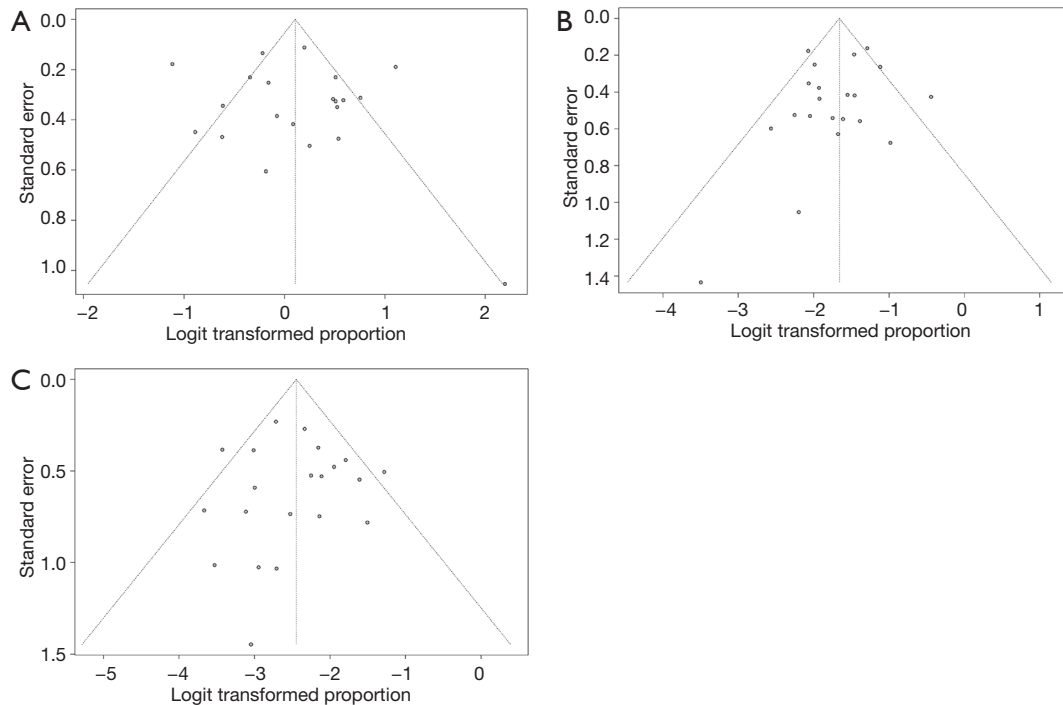 A
Standard error
0.0
0.2
0.4
0.6
0.8
1.0
−2 −1 0 1 2
Logit transformed proportion
B
Standard error
0.0
0.2
0.4
0.6
0.8
1.0
1.2
1.4
−4 −3 −2 −1 0 1
Logit transformed proportion
C
Standard error
0.0
0.5
1.0
1.5
−5 −4 −3 −2 −1 0
Logit transformed proportion